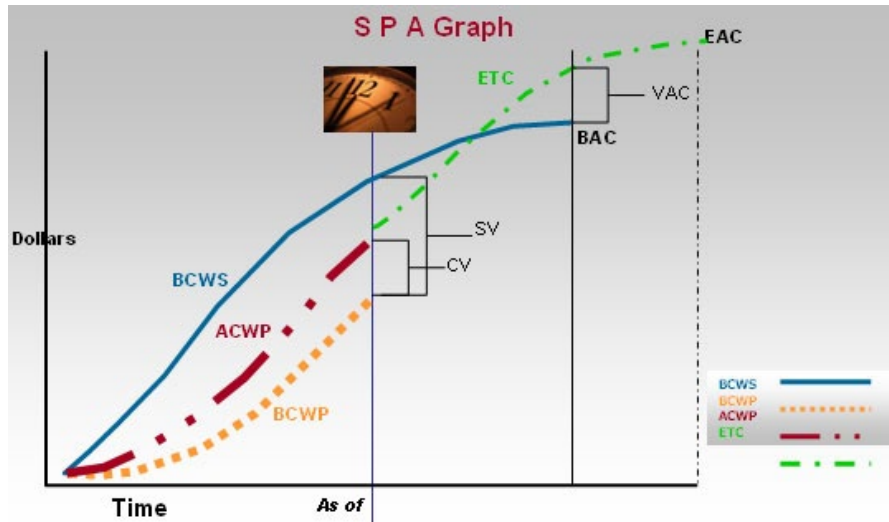 S P A Graph
EAC
ETC
VAC
BAC
Dollars
SV
BCWS
CV
ACWP
BCWP
BCWS
BCWP
ACWP
ETC
Time
As of